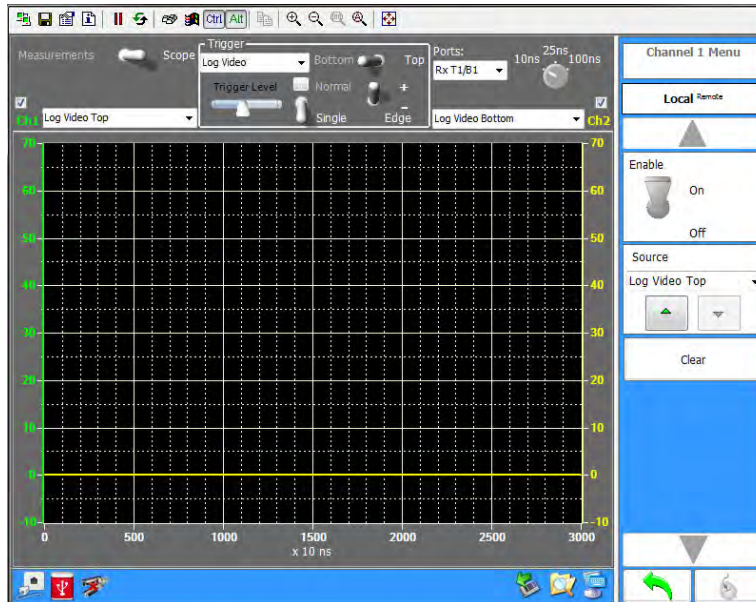 Ctrl Alt
Measurements Scope
Trigger
Log Video
Bottom Top
Trigger Level
Normal
Single
+
-
Edge
Ports:
Rx T1/B1
10ns 25ns 100ns
Ch1 Log Video Top
Log Video Bottom Ch2
70 70
60 60
50 50
40 40
30 30
20 20
10 10
0 0
-10 -10
0 500 1000 1500 2000 2500 3000
x 10 ns
Channel 1 Menu
Local Remote
Enable
On
Off
Source
Log Video Top
Clear